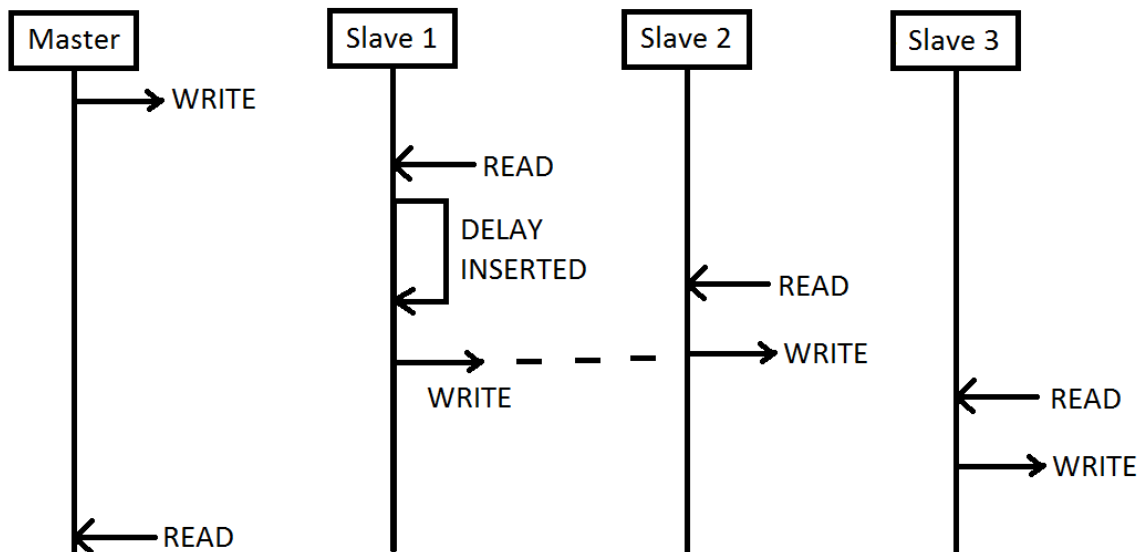 Master
Slave 1
Slave 2
Slave 3
WRITE
READ
DELAY
INSERTED
READ
WRITE
WRITE
READ
WRITE
READ